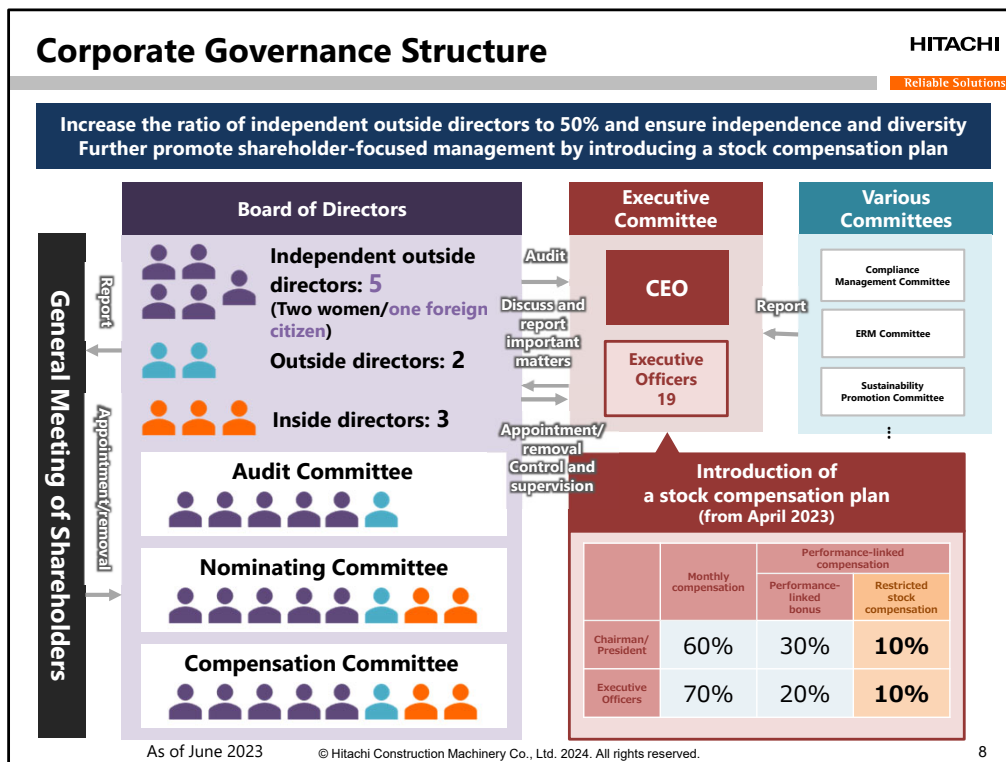 Corporate Governance Structure
HITACHI
Reliable Solutions
Increase the ratio of independent outside directors to 50% and ensure independence and diversity
Further promote shareholder-focused management by introducing a stock compensation plan
General Meeting of Shareholders
Report
Appointment/removal
Board of Directors
Independent outside
directors: 5
(Two women/one foreign
citizen)
Outside directors: 2
Inside directors: 3
Audit Committee
Nominating Committee
Compensation Committee
Audit
Discuss and
report
important
matters
Appointment/
removal
Control and
supervision
Executive
Committee
CEO
Executive
Officers
19
Report
Various
Committees
Compliance
Management Committee
ERM Committee
Sustainability
Promotion Committee
⋮
Introduction of
a stock compensation plan
(from April 2023)
Monthly
compensation
Performance-linked
compensation
Performance-
linked
bonus
Restricted
stock
compensation
Chairman/
President
60%
30%
10%
Executive
Officers
70%
20%
10%
As of June 2023
© Hitachi Construction Machinery Co., Ltd. 2024. All rights reserved.
8